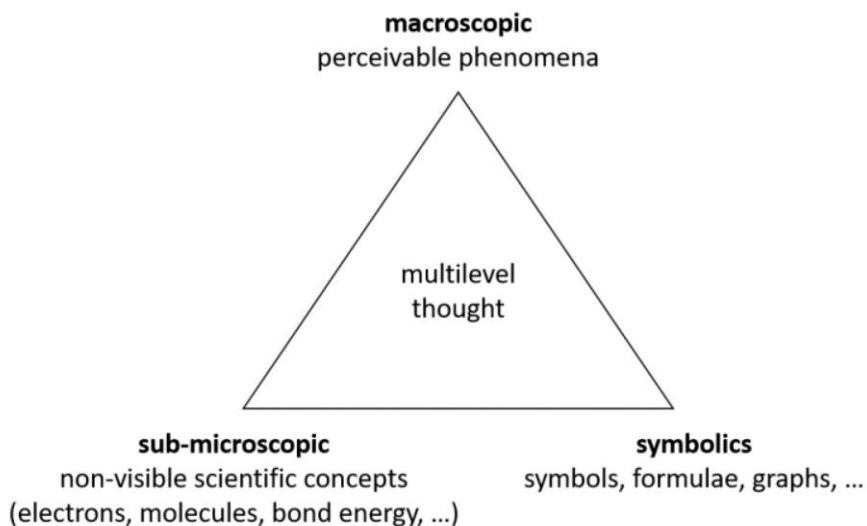 macroscopic
perceivable phenomena
multilevel
thought
sub-microscopic
non-visible scientific concepts
(electrons, molecules, bond energy, ...)
symbolics
symbols, formulae, graphs, ...